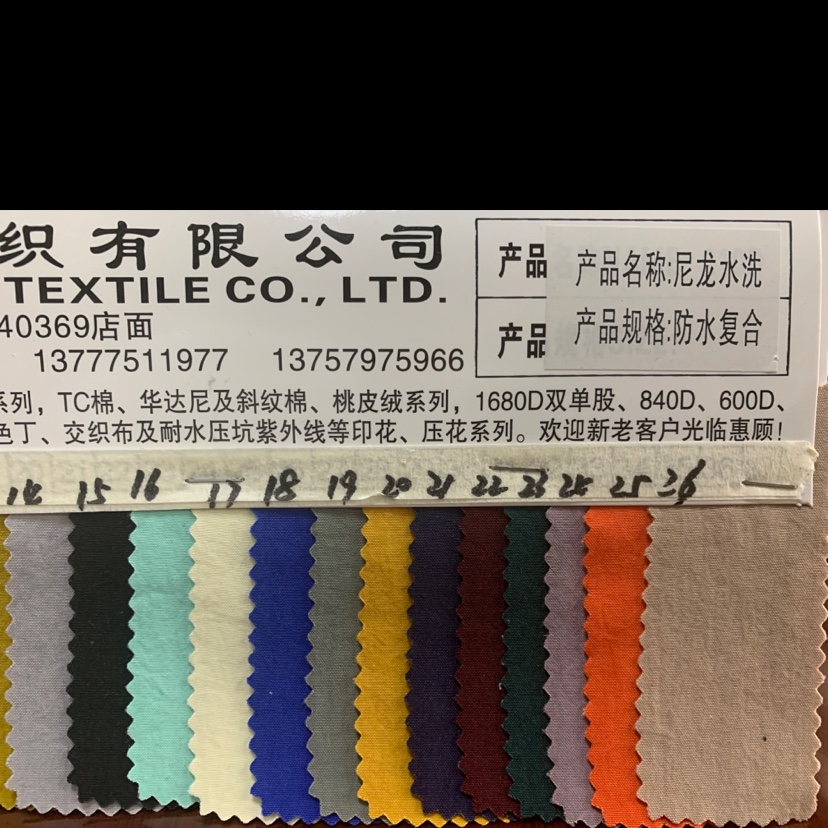 织有限公司
TEXTILE CO., LTD.
40369店面
13777511977 13757975966
产品
产品名称:尼龙水洗
产品
产品规格:防水复合
系列，TC棉、华达尼及斜纹棉、桃皮绒系列，1680D双单股、840D、600D、
色丁、交织布及耐水压坑紫外线等印花、压花系列。欢迎新老客户光临惠顾！
14 15 16 17 18 19 20 21 22 23 24 25 26